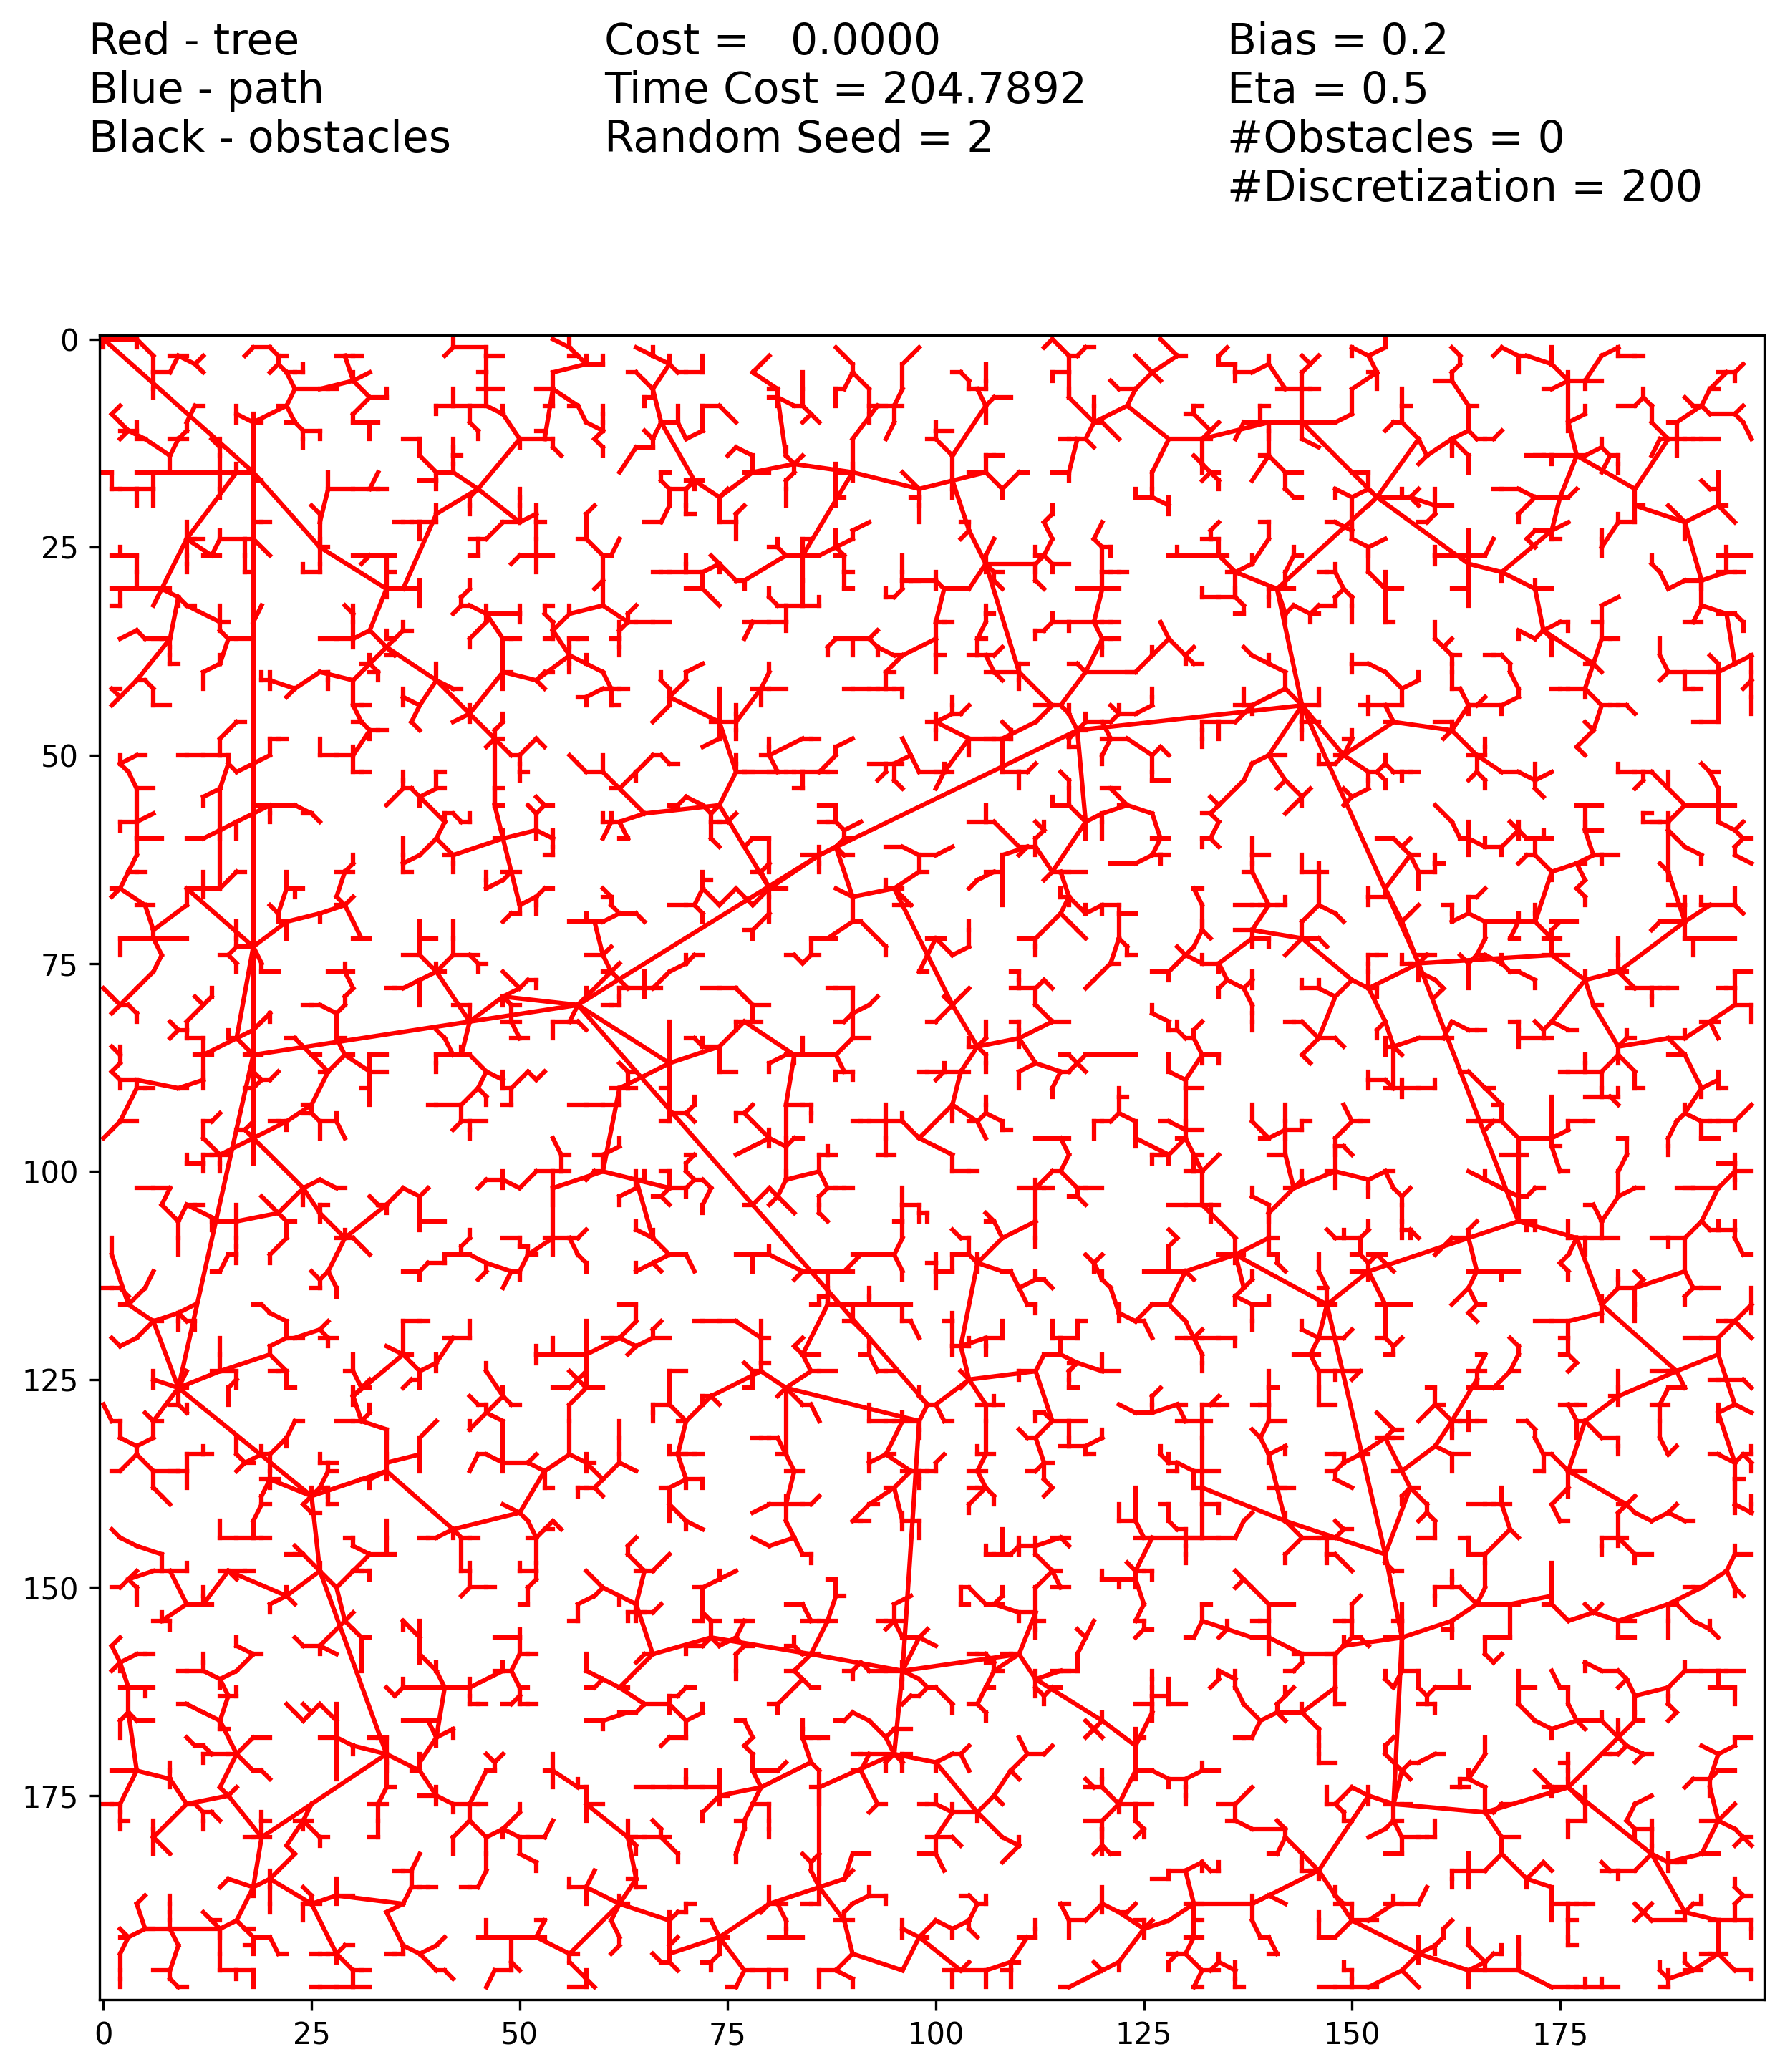 Red - tree
Blue - path
Black - obstacles
Cost =   0.0000
Time Cost = 204.7892
Random Seed = 2
Bias = 0.2
Eta = 0.5
#Obstacles = 0
#Discretization = 200
0
25
50
75
100
125
150
175
0 25 50 75 100 125 150 175